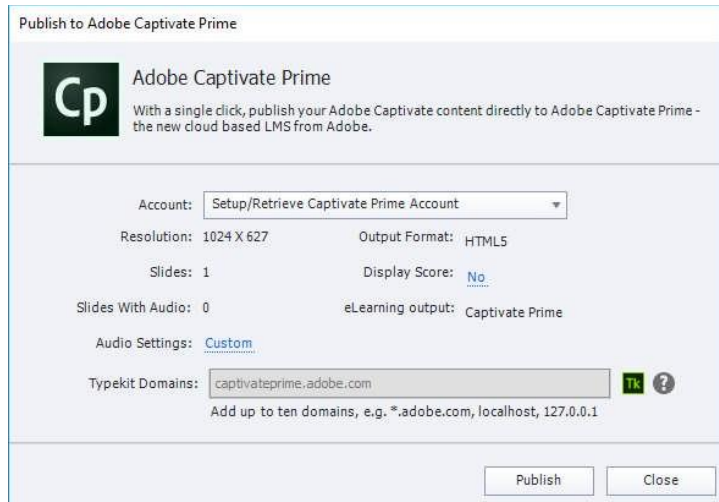 Publish to Adobe Captivate Prime
Cp
Adobe Captivate Prime
With a single click, publish your Adobe Captivate content directly to Adobe Captivate Prime -
the new cloud based LMS from Adobe.
Account: Setup/Retrieve Captivate Prime Account
Resolution: 1024 X 627 Output Format: HTML5
Slides: 1 Display Score: No
Slides With Audio: 0 eLearning output: Captivate Prime
Audio Settings: Custom
Typekit Domains: captivateprime.adobe.com Tk ?
Add up to ten domains, e.g. *.adobe.com, localhost, 127.0.0.1
Publish Close